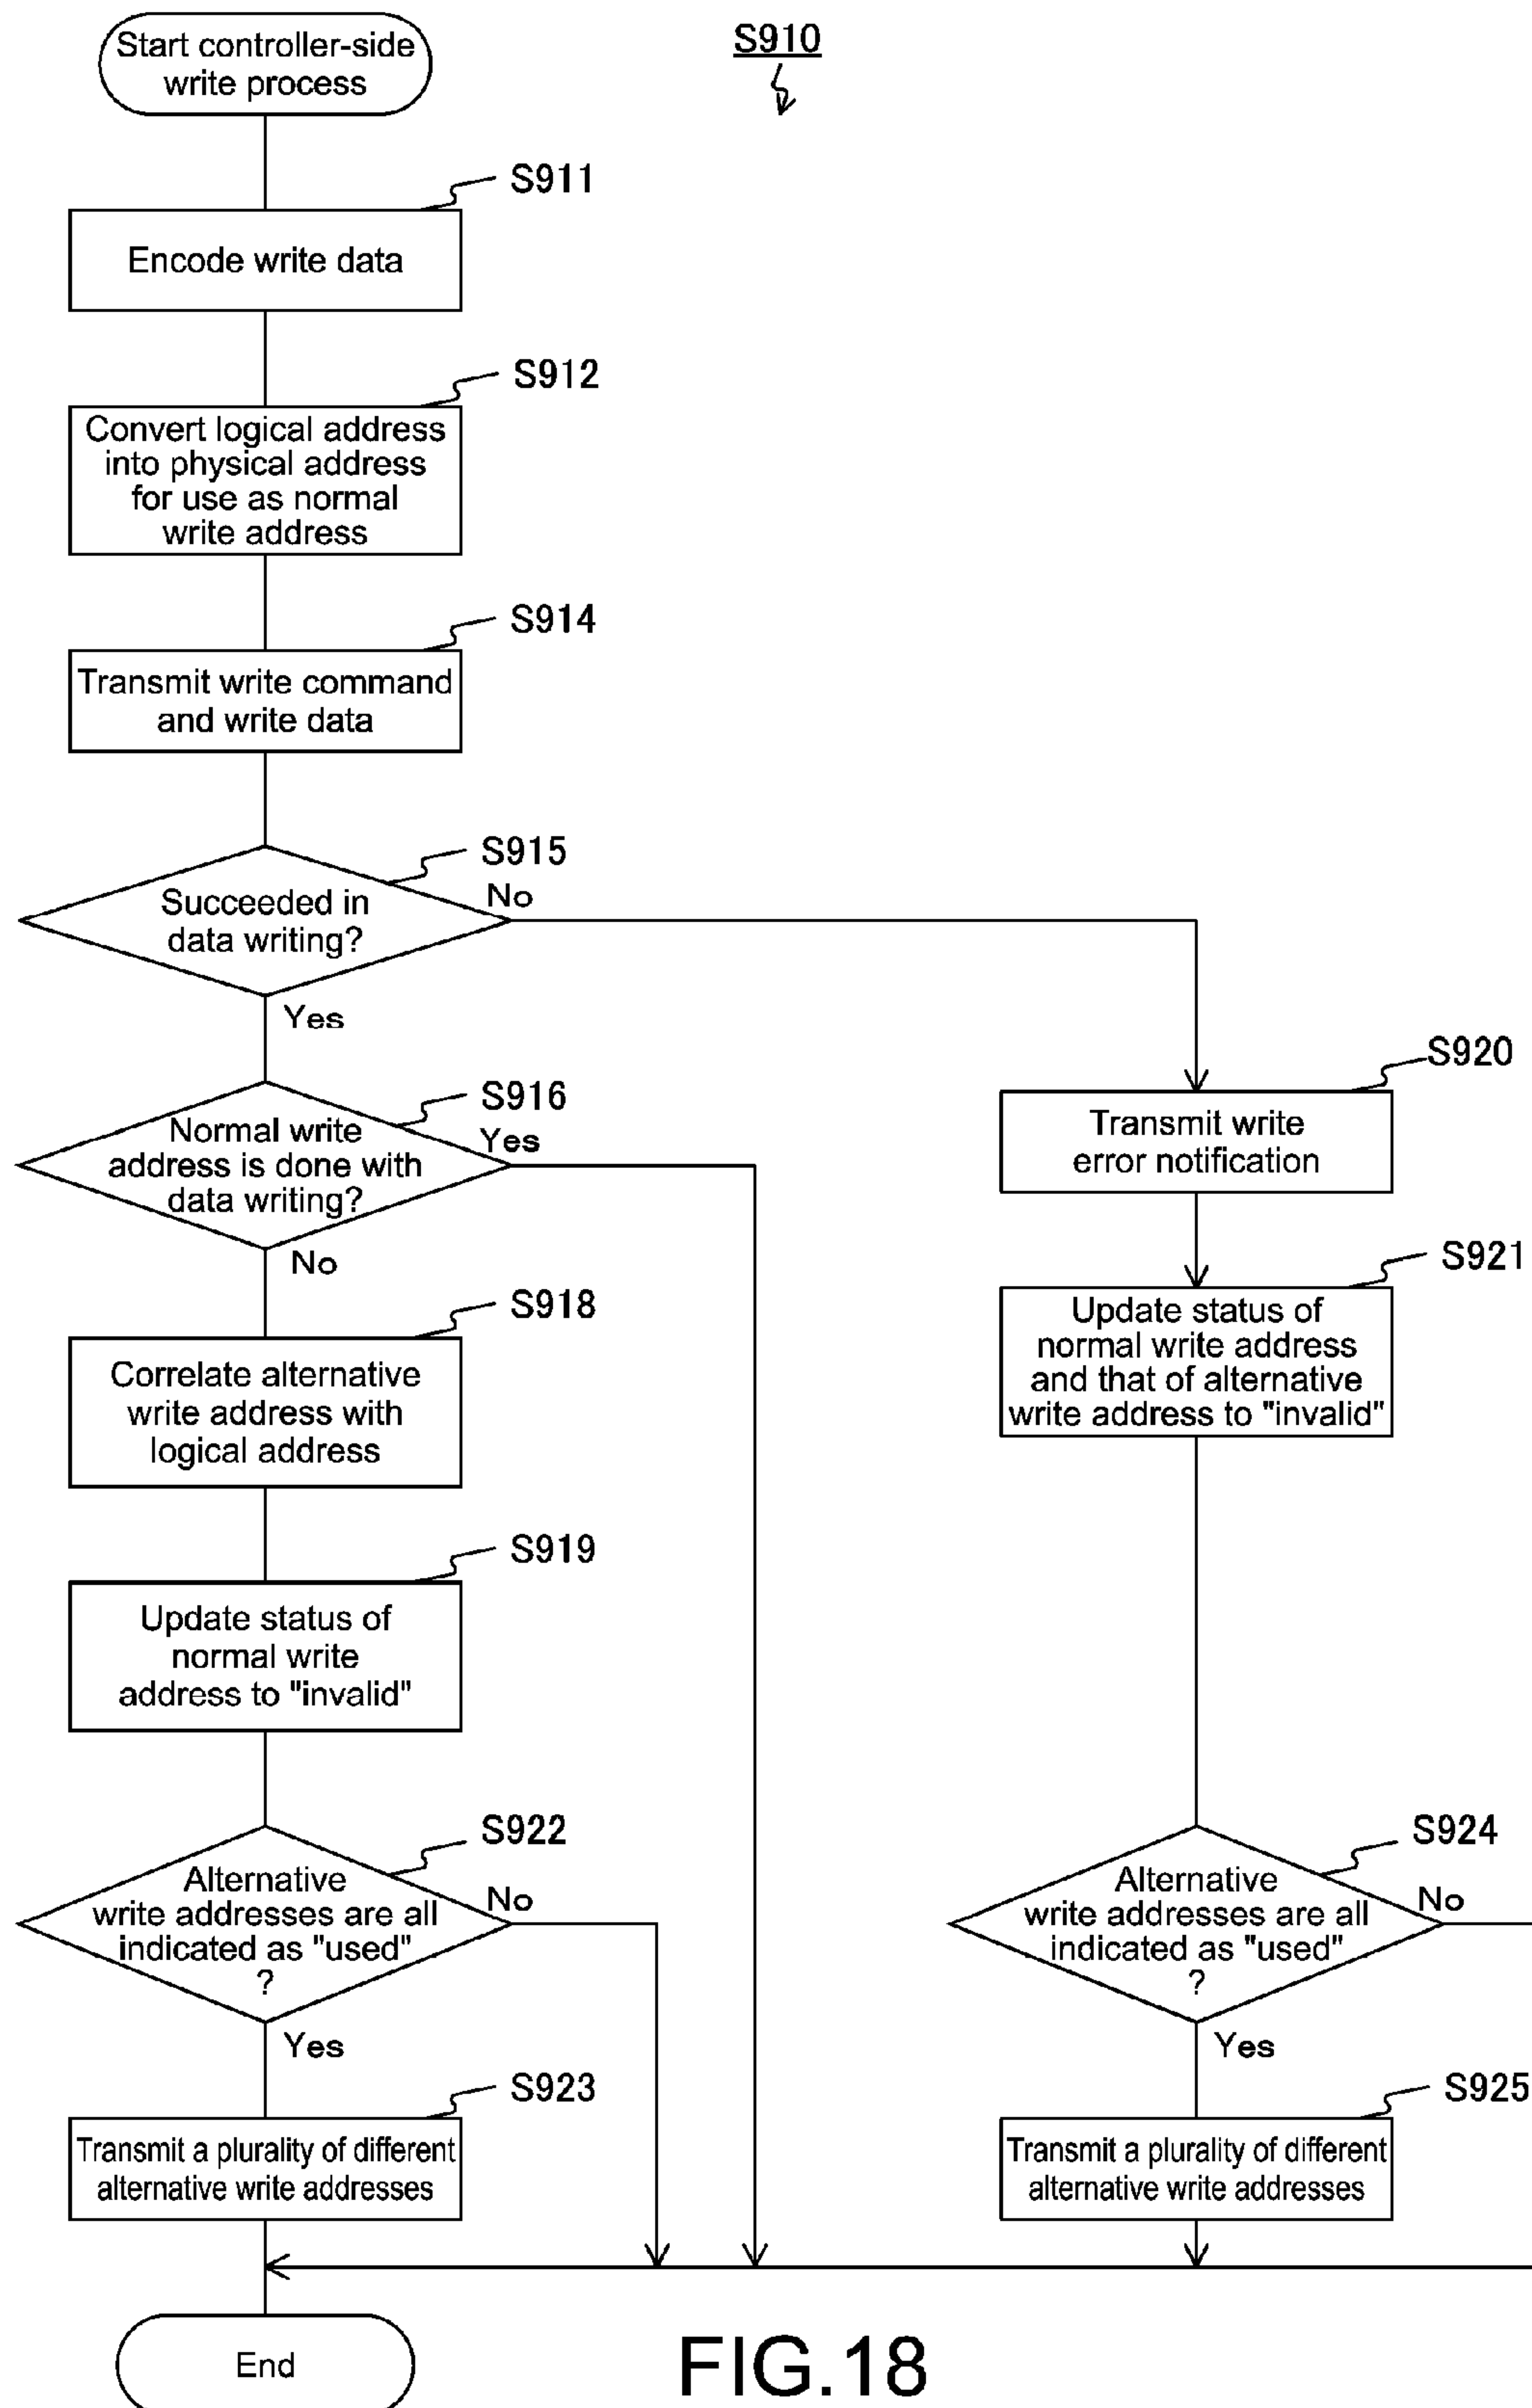 Start controller-side
write process
S910
S911
Encode write data
S912
Convert logical address
into physical address
for use as normal
write address
S914
Transmit write command
and write data
S915
Succeeded in
data writing?
No
Yes
S916
Normal write
address is done with
data writing?
Yes
No
S918
Correlate alternative
write address with
logical address
S919
Update status of
normal write
address to "invalid"
S922
Alternative
write addresses are all
indicated as "used"
?
No
Yes
S923
Transmit a plurality of different
alternative write addresses
S920
Transmit write
error notification
S921
Update status of
normal write address
and that of alternative
write address to "invalid"
S924
Alternative
write addresses are all
indicated as "used"
?
No
Yes
S925
Transmit a plurality of different
alternative write addresses
End
FIG.18